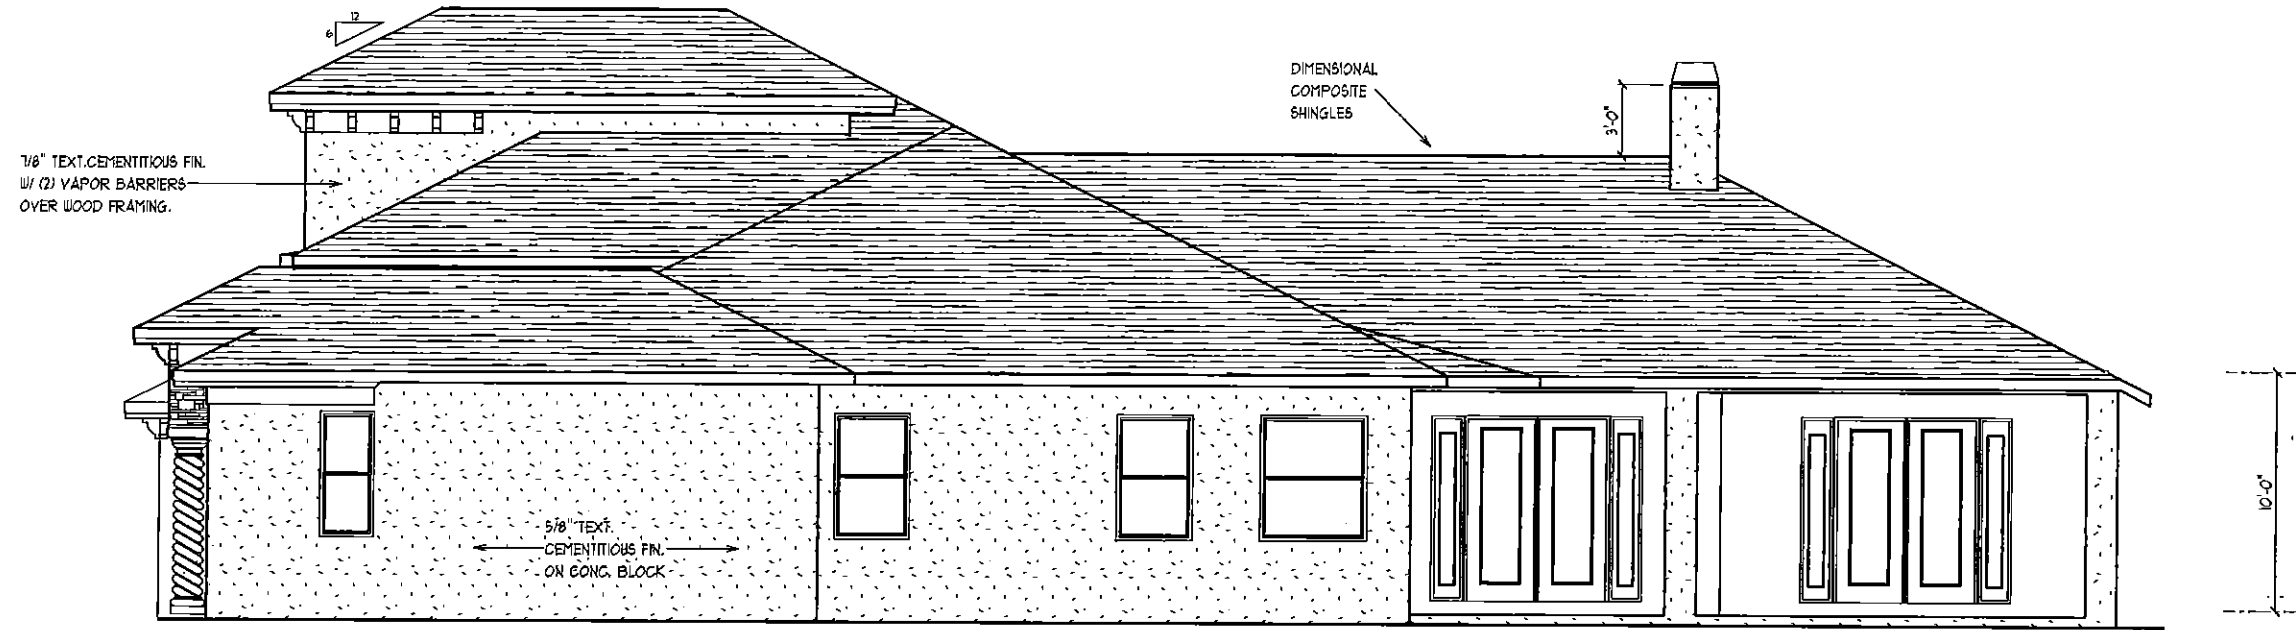 12
6
DIMENSIONAL
COMPOSITE
SHINGLES
3'-0"
7/8" TEXT.CEMENTITIOUS FIN.
W/ (2) VAPOR BARRIERS
OVER WOOD FRAMING.
5/8" TEXT.
CEMENTITIOUS FIN.
ON CONC. BLOCK
10'-0"